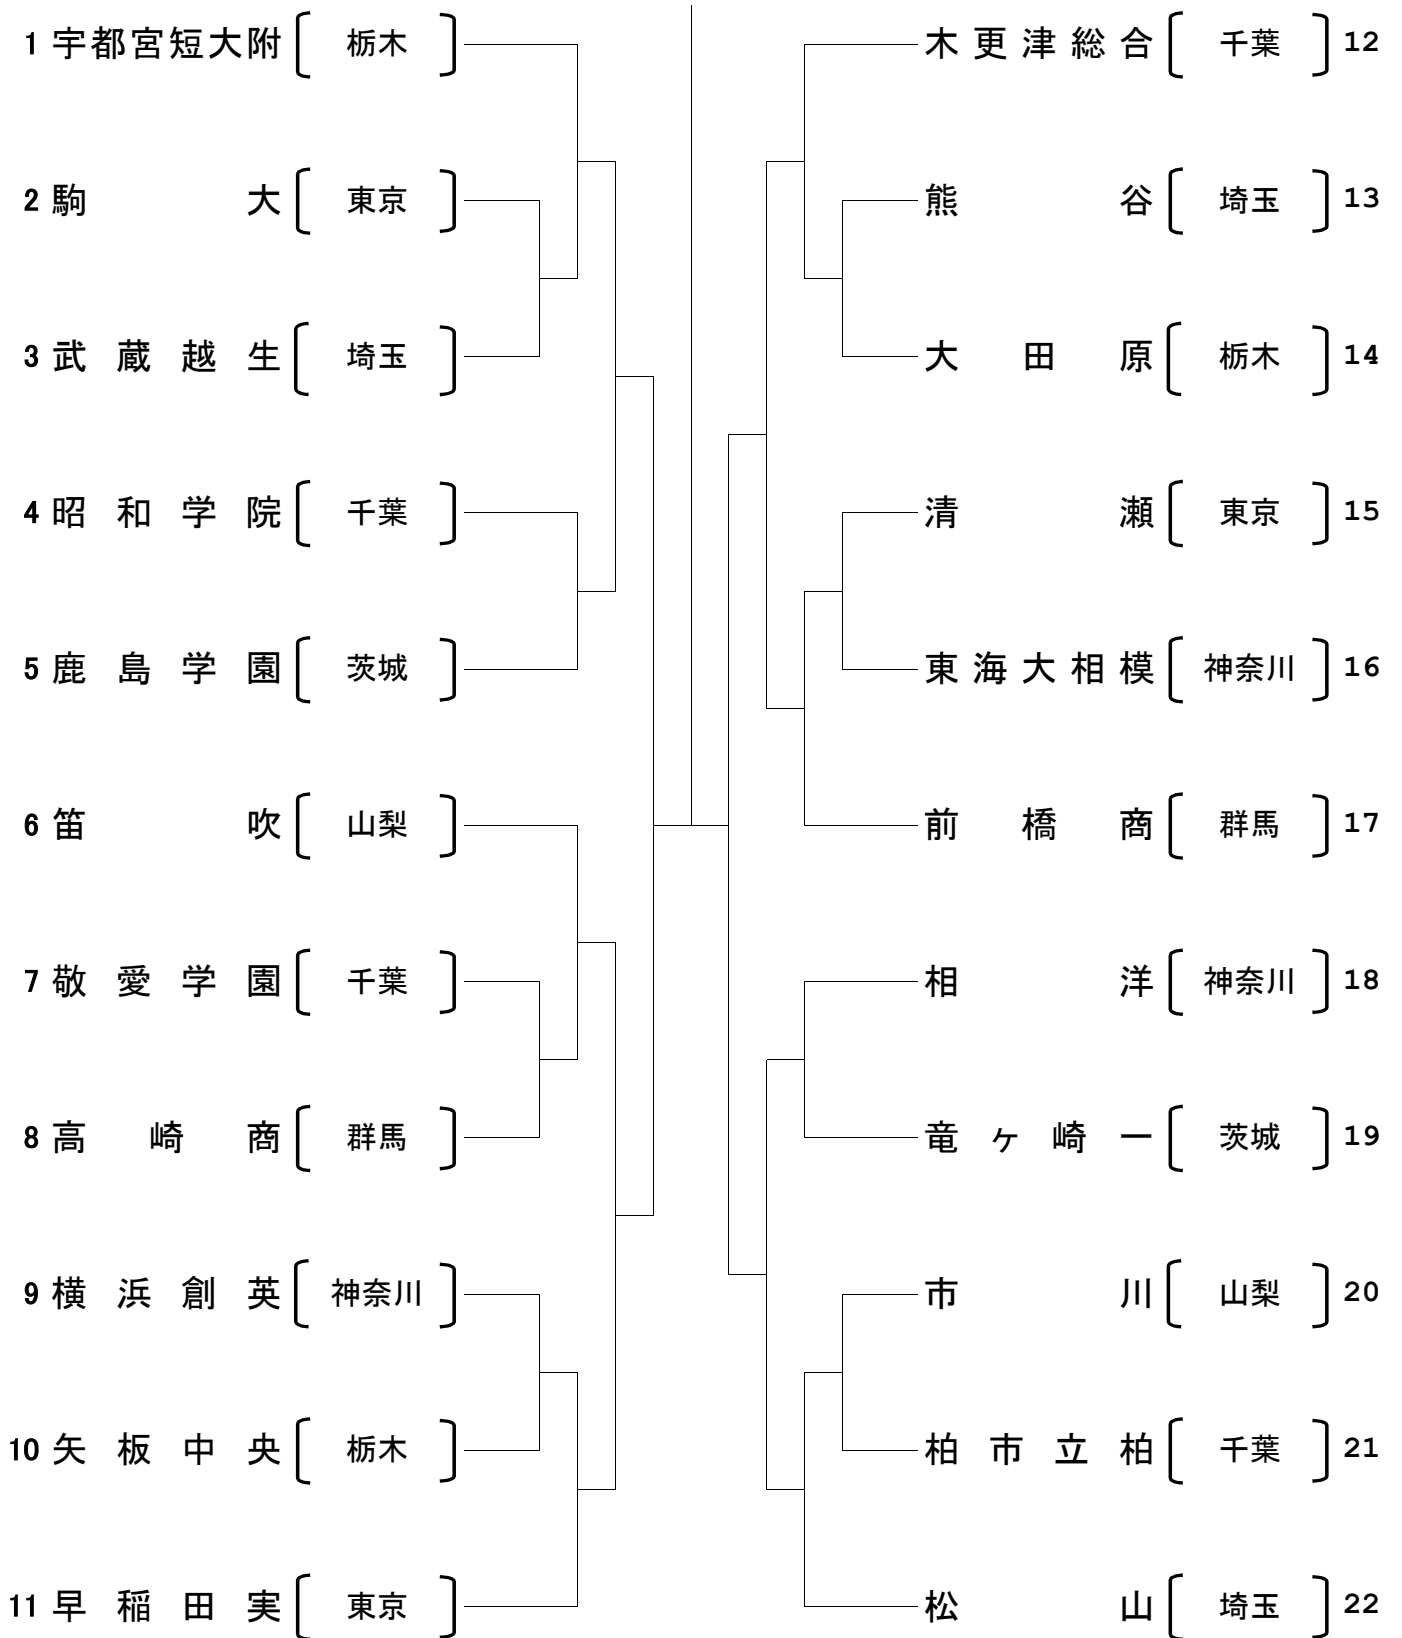 1 宇都宮短大附 [ 栃木 ]
2 駒大 [ 東京 ]
3 武蔵越生 [ 埼玉 ]
4 昭和学院 [ 千葉 ]
5 鹿島学園 [ 茨城 ]
6 笛吹 [ 山梨 ]
7 敬愛学園 [ 千葉 ]
8 高崎商 [ 群馬 ]
9 横浜創英 [ 神奈川 ]
10 矢板中央 [ 栃木 ]
11 早稲田実 [ 東京 ]
木更津総合 [ 千葉 ] 12
熊谷 [ 埼玉 ] 13
大田原 [ 栃木 ] 14
清瀬 [ 東京 ] 15
東海大相模 [ 神奈川 ] 16
前橋商 [ 群馬 ] 17
相洋 [ 神奈川 ] 18
竜ヶ崎一 [ 茨城 ] 19
市川 [ 山梨 ] 20
柏市立柏 [ 千葉 ] 21
松山 [ 埼玉 ] 22